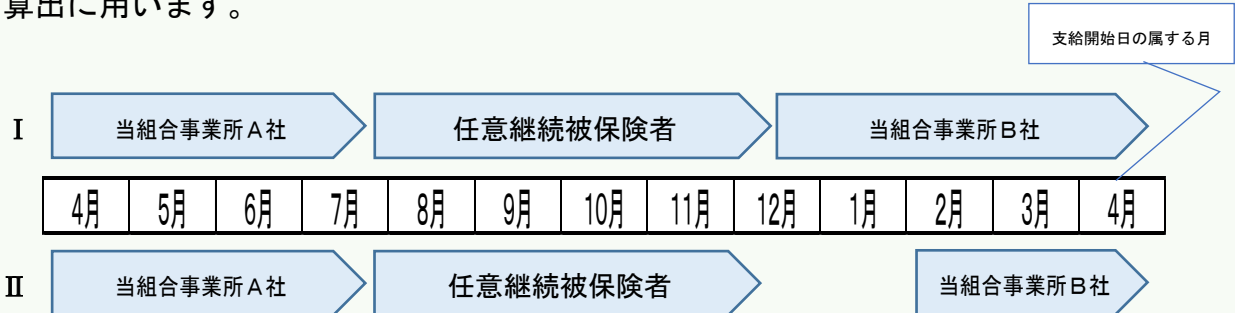 算出に用います。
支給開始日の属する月
Ⅰ 当組合事業所A社 任意継続被保険者 当組合事業所B社
4月 5月 6月 7月 8月 9月 10月 11月 12月 1月 2月 3月 4月
Ⅱ 当組合事業所A社 任意継続被保険者 当組合事業所B社